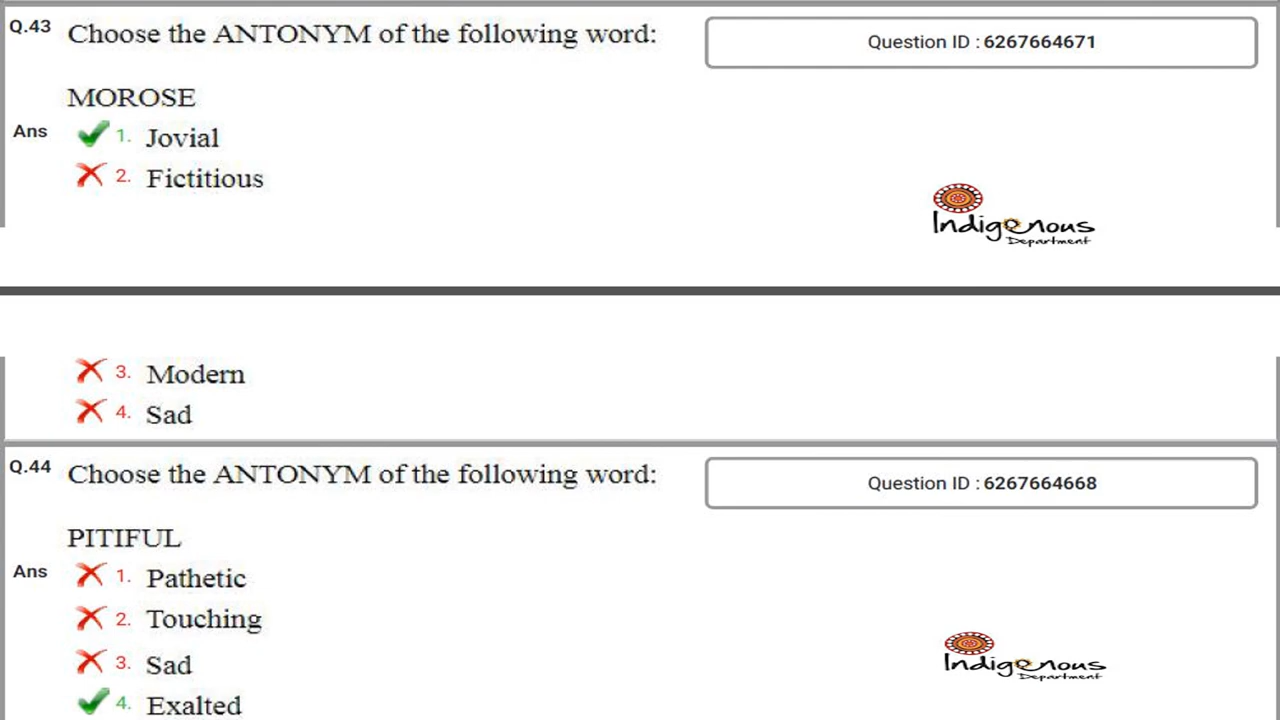 Q.43 Choose the ANTONYM of the following word: Question ID : 6267664671
MOROSE
Ans 1. Jovial
2. Fictitious
Indigenous
Department
3. Modern
4. Sad
Q.44 Choose the ANTONYM of the following word: Question ID : 6267664668
PITIFUL
Ans 1. Pathetic
2. Touching
3. Sad
Indigenous
Department
4. Exalted